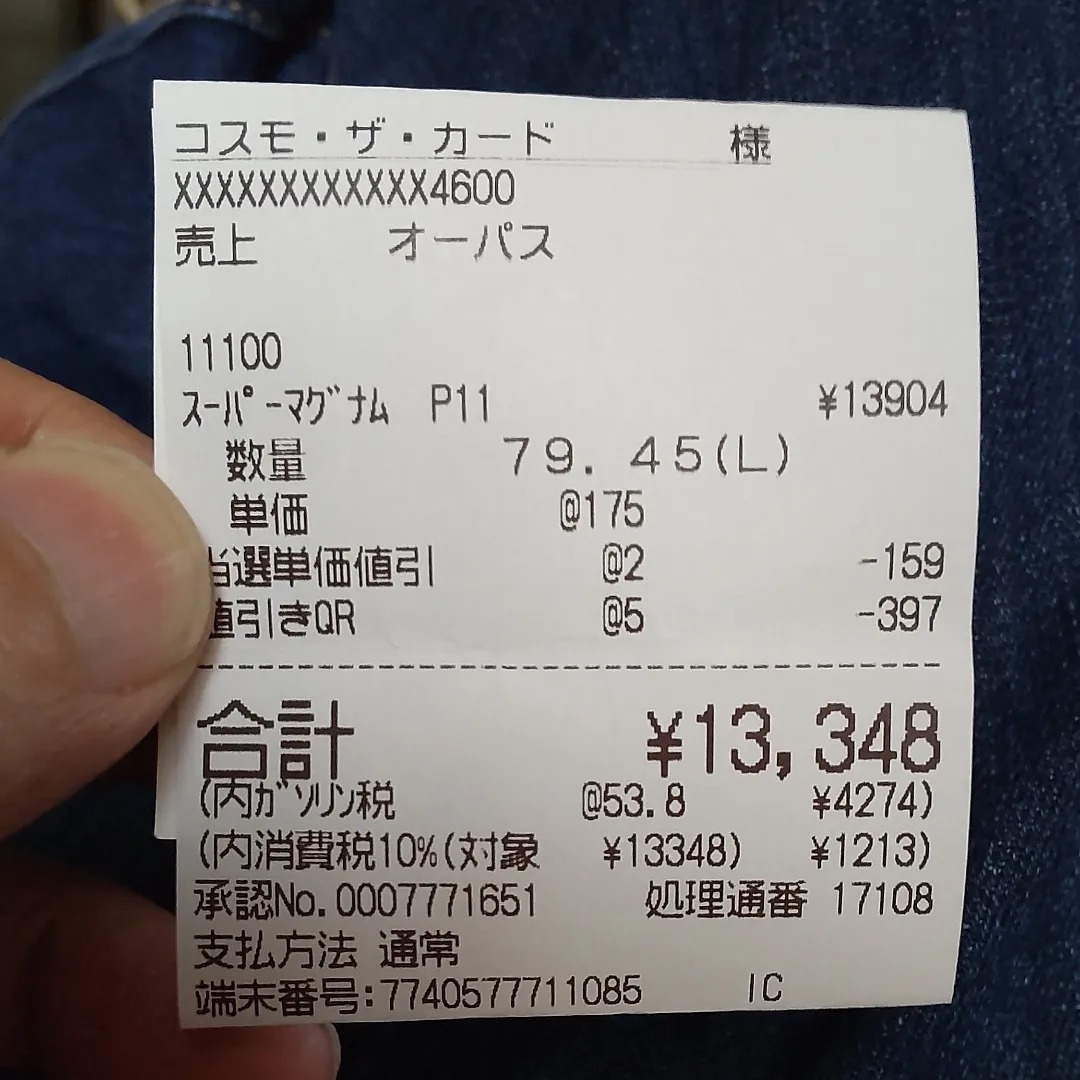 コスモ・ザ・カード 様
XXXXXXXXXXXX4600
売上 オーパス
11100
スーパーマグナム P11 ¥13904
数量 79.45(L)
単価 @175
当選単価値引 @2 -159
値引きQR @5 -397
合計 ¥13,348
(内ガソリン税 @53.8 ¥4274)
(内消費税10%(対象 ¥13348) ¥1213)
承認No.0007771651 処理通番 17108
支払方法 通常
端末番号:7740577711085 IC